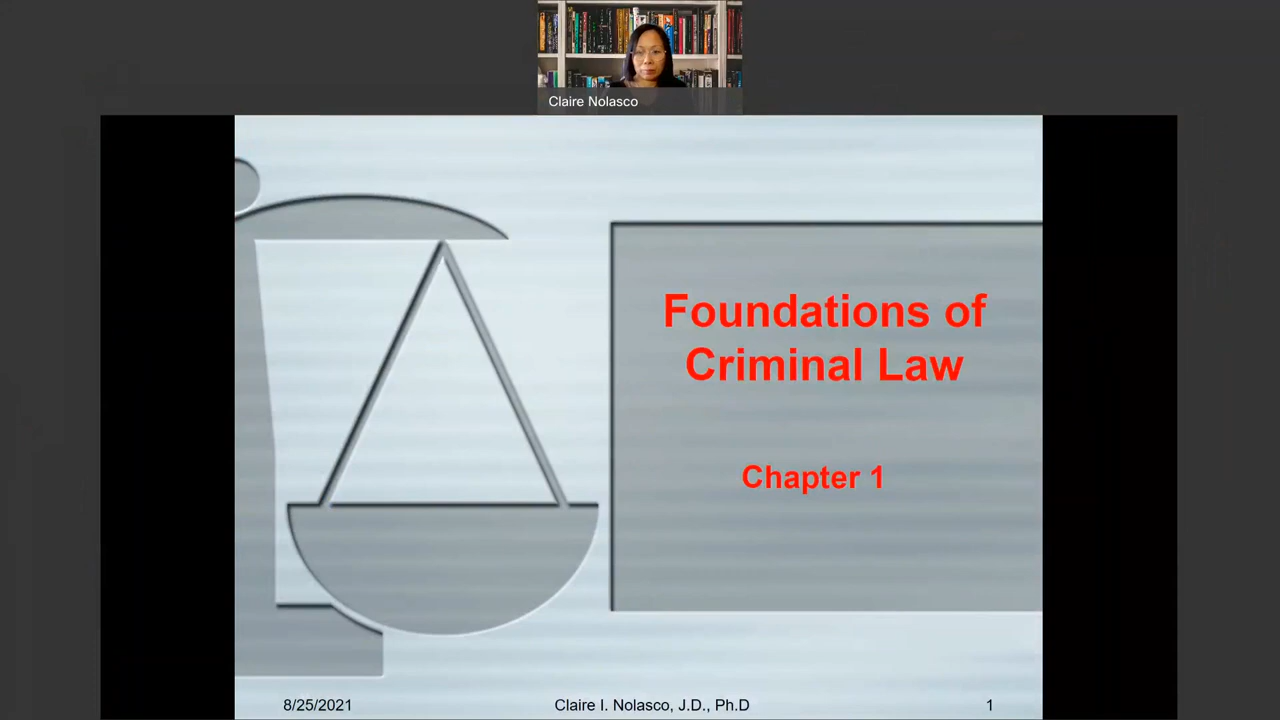 Claire Nolasco
Foundations of
Criminal Law
Chapter 1
8/25/2021
Claire I. Nolasco, J.D., Ph.D
1